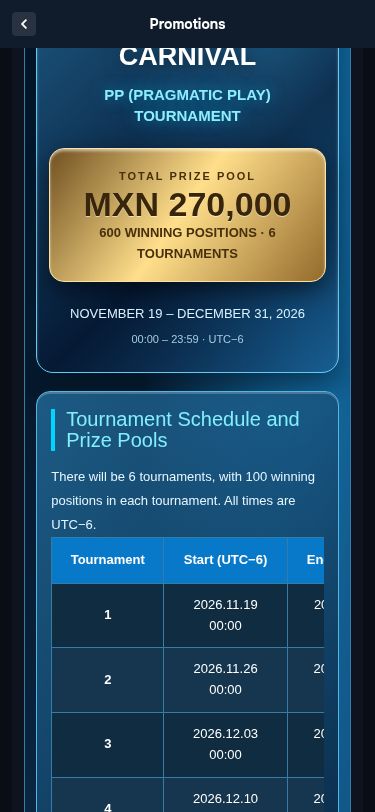 Promotions
CARNIVAL
PP (PRAGMATIC PLAY)
TOURNAMENT
TOTAL PRIZE POOL
MXN 270,000
600 WINNING POSITIONS · 6
TOURNAMENTS
NOVEMBER 19 – DECEMBER 31, 2026
00:00 – 23:59 · UTC−6
Tournament Schedule and
Prize Pools
There will be 6 tournaments, with 100 winning
positions in each tournament. All times are
UTC−6.
Tournament Start (UTC−6)
1 2026.11.19
00:00
2 2026.11.26
00:00
3 2026.12.03
00:00
4 2026.12.10
00:00